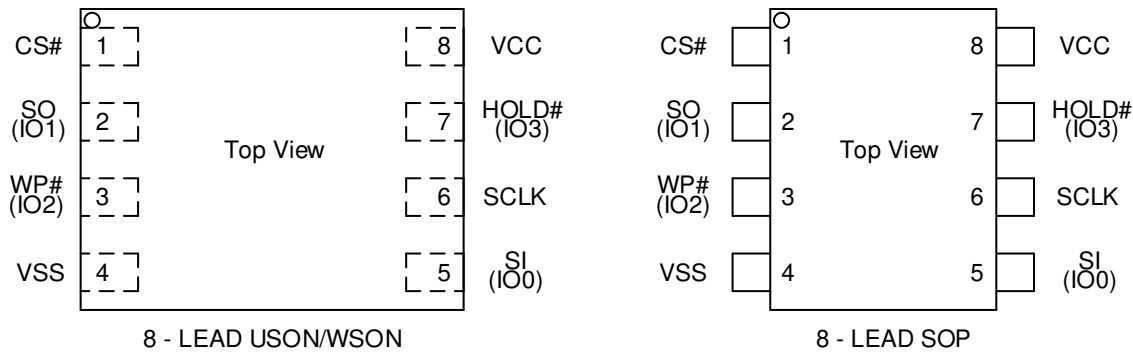 CS# 1 8 VCC
SO (IO1) 2 7 HOLD# (IO3)
Top View
WP# (IO2) 3 6 SCLK
VSS 4 5 SI (IO0)
8 - LEAD USON/WSON
CS# 1 8 VCC
SO (IO1) 2 7 HOLD# (IO3)
Top View
WP# (IO2) 3 6 SCLK
VSS 4 5 SI (IO0)
8 - LEAD SOP